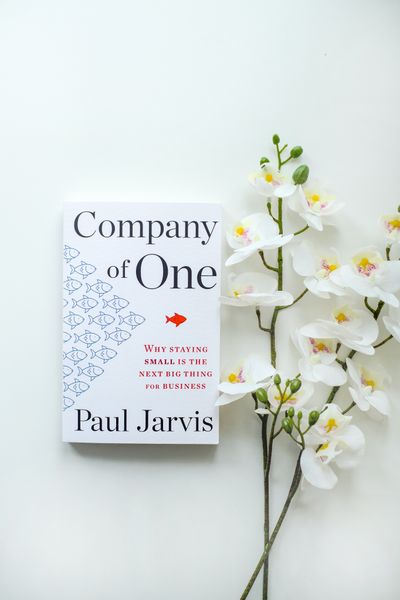 Company
of One
Why staying
small is the
next big thing
for business
Paul Jarvis